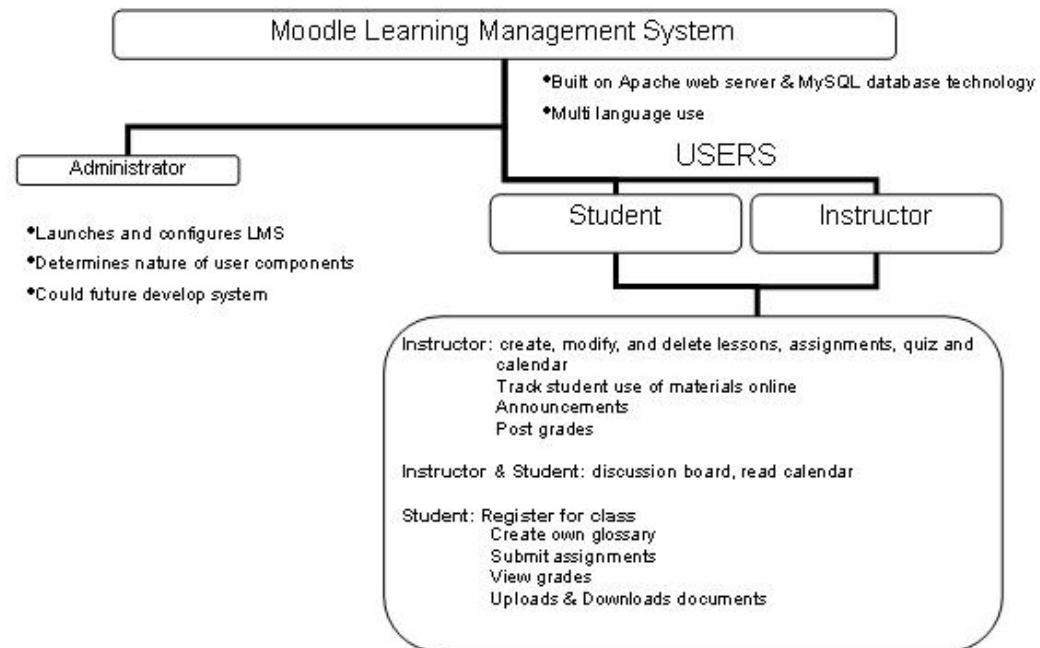 Moodle Learning Management System
•Built on Apache web server & MySQL database technology
•Multi language use
USERS
Administrator
Student
Instructor
•Launches and configures LMS
•Determines nature of user components
•Could future develop system
Instructor: create, modify, and delete lessons, assignments, quiz and
calendar
Track student use of materials online
Announcements
Post grades
Instructor & Student: discussion board, read calendar
Student: Register for class
Create own glossary
Submit assignments
View grades
Uploads & Downloads documents